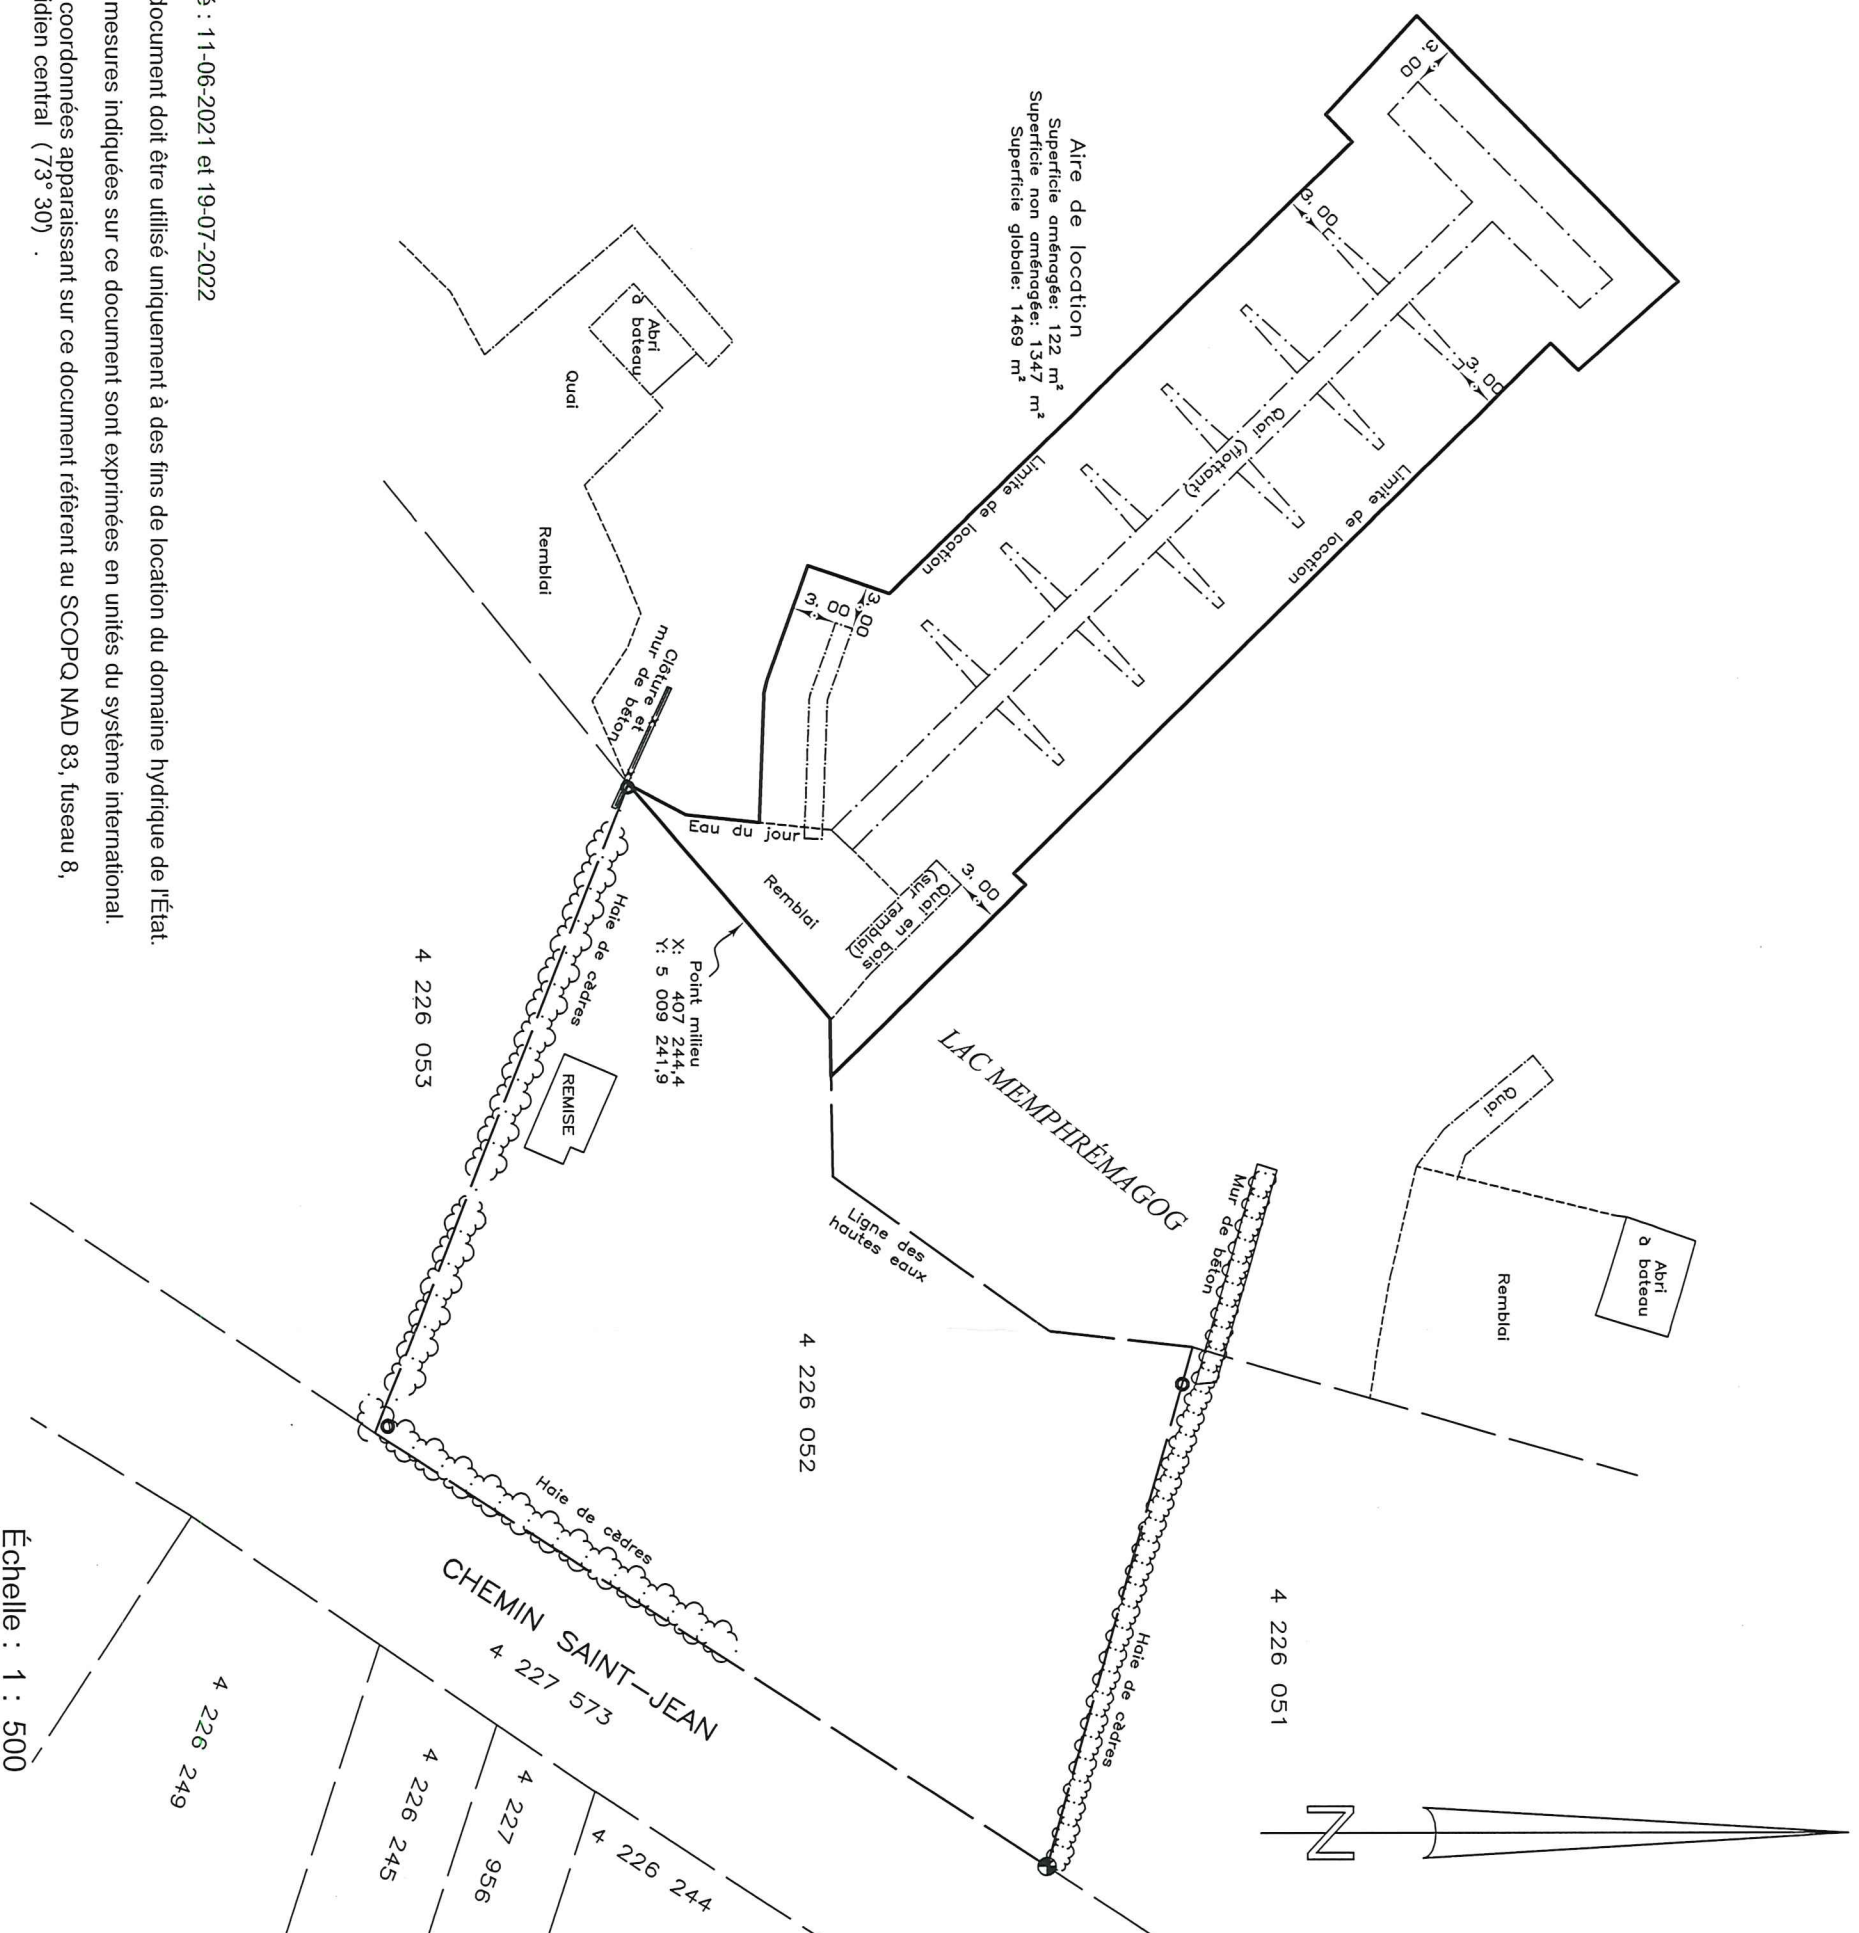 Aire de location
Superficie aménagée: 122 m²
Superficie non aménagée: 1347 m²
Superficie globale: 1469 m²
3,00
3,00
3,00
3,00
3,00
3,00
Limite de location
Limite de location
Quai
(flottant)
Abri
à
bateau
Quai
Remblai
Clôture et
mur de béton
Eau du jour
Remblai
Quai en bois
(sur remblai)
Point milieu
X: 407 244,4
Y: 5 009 241,9
LAC MEMPHRÉMAGOG
Quai
Abri
à bateau
Remblai
Mur de béton
Ligne des
hautes eaux
Haie de cèdres
REMISE
4 226 053
4 226 052
4 226 051
Haie de cèdres
Haie de cèdres
CHEMIN SAINT-JEAN
4 227 573
4 226 249
4 226 245
4 227 956
4 226 244
N
é : 11-06-2021 et 19-07-2022
document doit être utilisé uniquement à des fins de location du domaine hydrique de l'État.
mesures indiquées sur ce document sont exprimées en unités du système international.
coordonnées apparaissant sur ce document réfèrent au SCOPQ NAD 83, fuseau 8,
idien central (73° 30') .
Échelle : 1 : 500